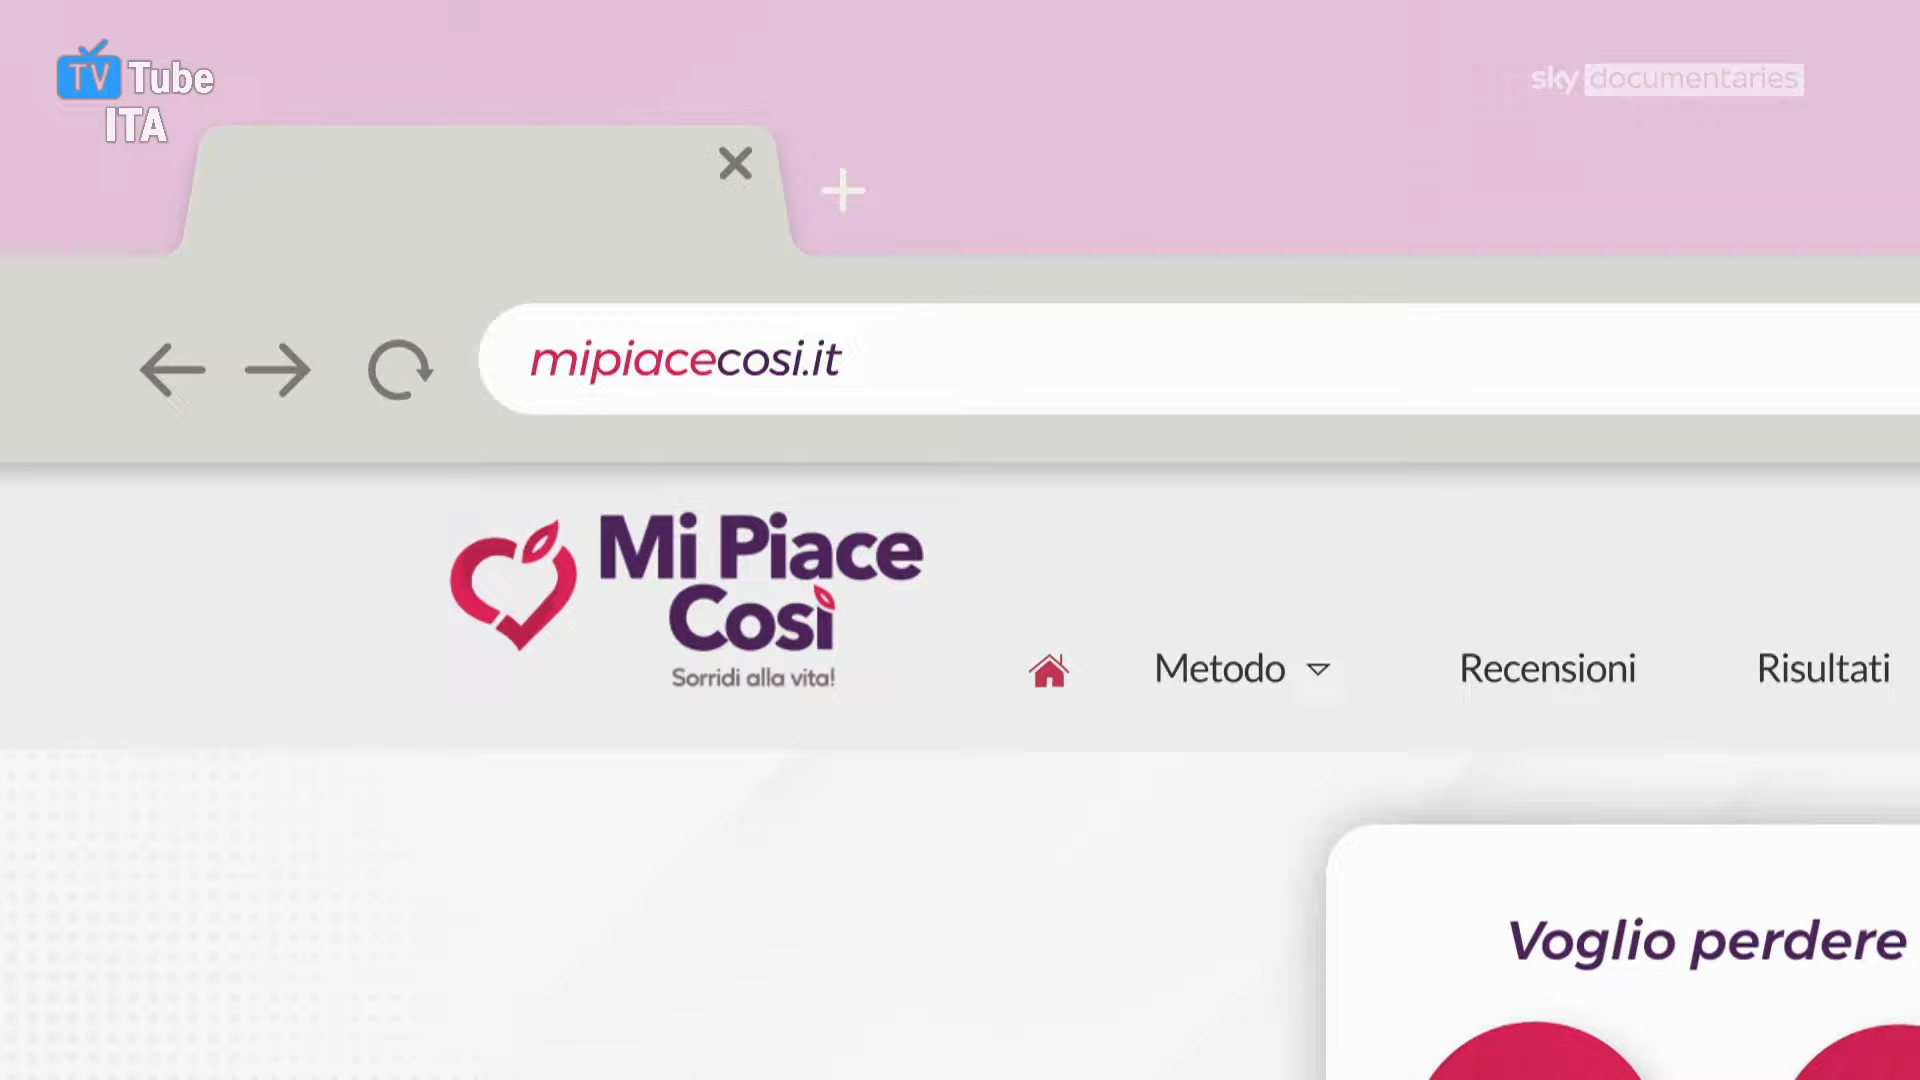 TV Tube
ITA
sky documentaries
mipiacecosi.it
Mi Piace
Così
Sorridi alla vita!
Metodo
Recensioni
Risultati
Voglio perdere